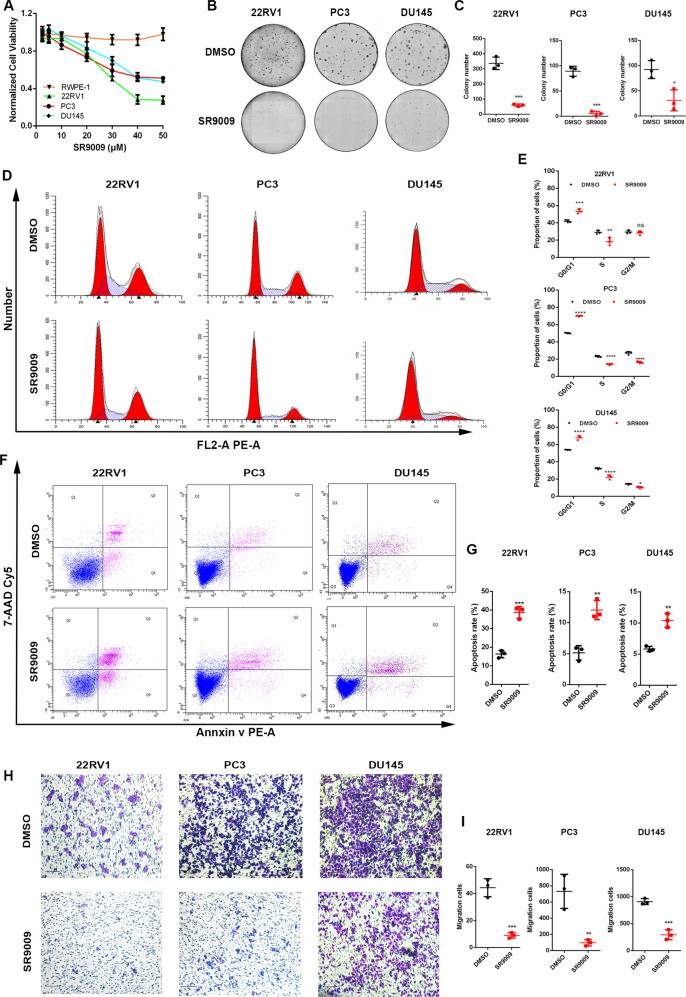 A
Normalized Cell Viability
1.2
1.0
0.8
0.6
0.4
0.2
0.0
0
10
20
30
40
50
SR9009 (μM)
RWPE-1
22RV1
PC3
DU145
B
22RV1
PC3
DU145
DMSO
SR9009
C
22RV1
PC3
DU145
Colony number
500
400
300
200
100
0
***
DMSO
SR9009
Colony number
150
100
50
0
***
DMSO
SR9009
Colony number
150
100
50
0
*
DMSO
SR9009
D
22RV1
PC3
DU145
DMSO
SR9009
Number
FL2-A PE-A
E
22RV1
DMSO
SR9009
Proportion of cells (%)
100
80
60
40
20
0
***
**
ns
G0/G1
S
G2/M
PC3
DMSO
SR9009
Proportion of cells (%)
100
80
60
40
20
0
****
****
****
G0/G1
S
G2/M
DU145
DMSO
SR9009
Proportion of cells (%)
100
80
60
40
20
0
****
****
*
G0/G1
S
G2/M
F
22RV1
PC3
DU145
DMSO
SR9009
7-AAD Cy5
Annxin v PE-A
G
22RV1
PC3
DU145
Apoptosis rate (%)
50
40
30
20
10
0
***
DMSO
SR9009
Apoptosis rate (%)
15
10
5
0
**
DMSO
SR9009
Apoptosis rate (%)
15
10
5
0
**
DMSO
SR9009
H
22RV1
PC3
DU145
DMSO
SR9009
I
22RV1
PC3
DU145
Migration cells
60
40
20
0
***
DMSO
SR9009
Migration cells
1000
800
600
400
200
0
**
DMSO
SR9009
Migration cells
1500
1000
500
0
***
DMSO
SR9009